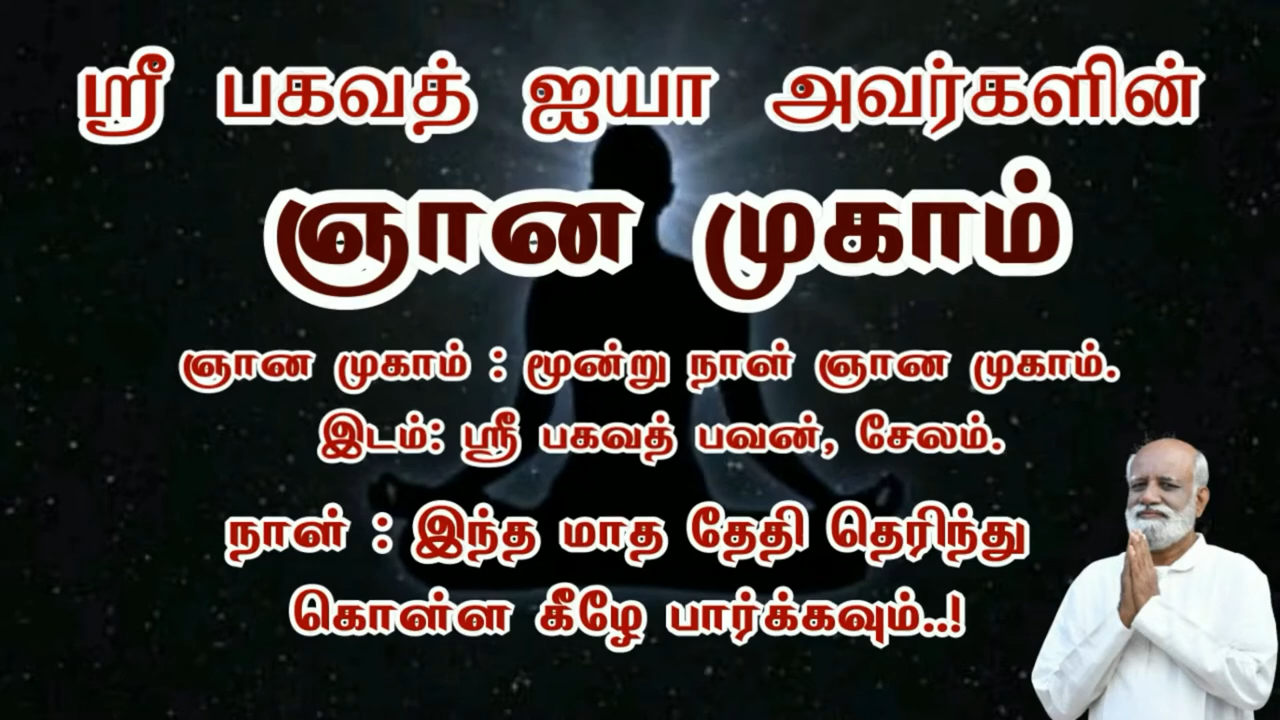 ஸ்ரீ பகவத் ஐயா அவர்களின்
ஞான முகாம்
ஞான முகாம் : மூன்று நாள் ஞான முகாம்.
இடம்: ஸ்ரீ பகவத் பவன், சேலம்.
நாள் : இந்த மாத தேதி தெரிந்து
கொள்ள கீழே பார்க்கவும்..!